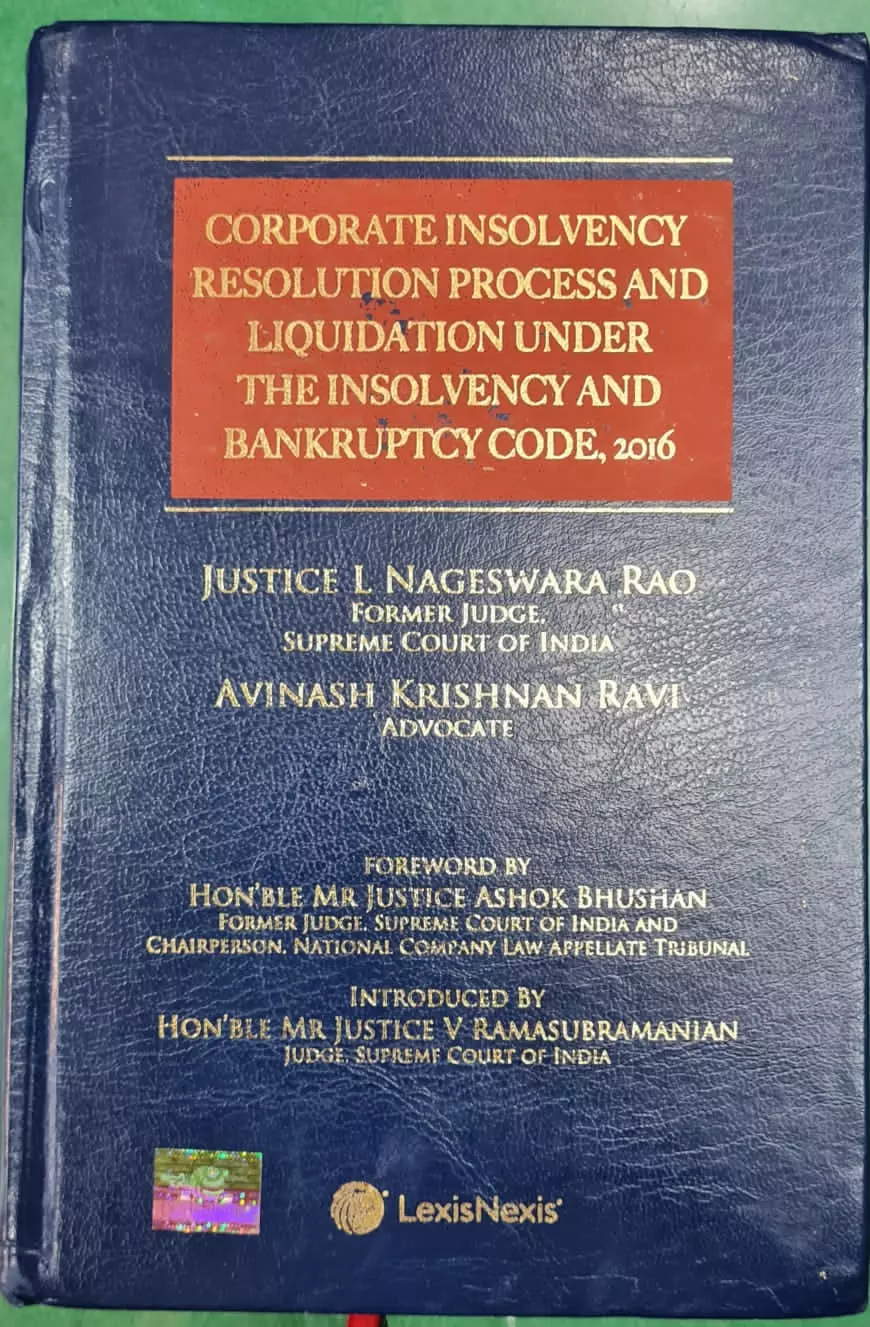 CORPORATE INSOLVENCY
RESOLUTION PROCESS AND
LIQUIDATION UNDER
THE INSOLVENCY AND
BANKRUPTCY CODE, 2016
JUSTICE L NAGESWARA RAO
FORMER JUDGE,
SUPREME COURT OF INDIA
AVINASH KRISHNAN RAVI
ADVOCATE
FOREWORD BY
HON'BLE MR JUSTICE ASHOK BHUSHAN
FORMER JUDGE, SUPREME COURT OF INDIA AND
CHAIRPERSON, NATIONAL COMPANY LAW APPELLATE TRIBUNAL
INTRODUCED BY
HON'BLE MR JUSTICE V RAMASUBRAMANIAN
JUDGE, SUPREME COURT OF INDIA
LexisNexis